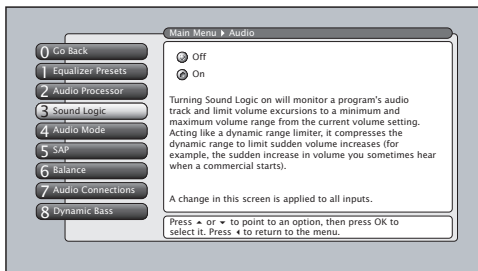 Main Menu ▸ Audio
0 Go Back
1 Equalizer Presets
2 Audio Processor
3 Sound Logic
4 Audio Mode
5 SAP
6 Balance
7 Audio Connections
8 Dynamic Bass
Off
On
Turning Sound Logic on will monitor a program's audio
track and limit volume excursions to a minimum and
maximum volume range from the current volume setting.
Acting like a dynamic range limiter, it compresses the
dynamic range to limit sudden volume increases (for
example, the sudden increase in volume you sometimes hear
when a commercial starts).
A change in this screen is applied to all inputs.
Press ▴ or ▾ to point to an option, then press OK to
select it. Press ◂ to return to the menu.